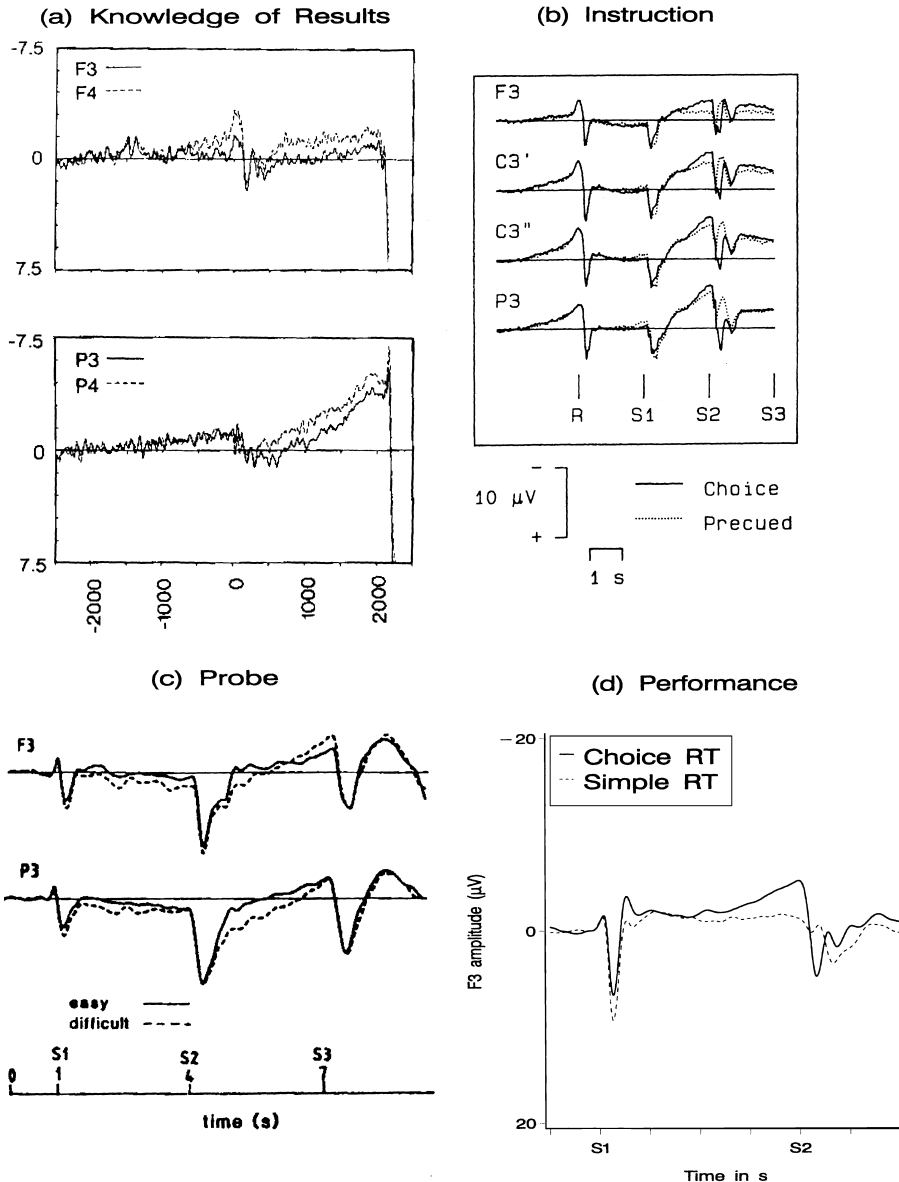 (a) Knowledge of Results
-7.5
F3
F4
0
7.5
-7.5
P3
P4
0
7.5
-2000
-1000
0
1000
2000
(b) Instruction
F3
C3'
C3"
P3
R S1 S2 S3
−
10 µV
+
Choice
Precued
1 s
(c) Probe
F3
P3
easy
difficult
S1 S2 S3
0 1 4 7
time (s)
(d) Performance
−20
Choice RT
Simple RT
F3 amplitude (µV)
0
20
S1 S2
Time in s